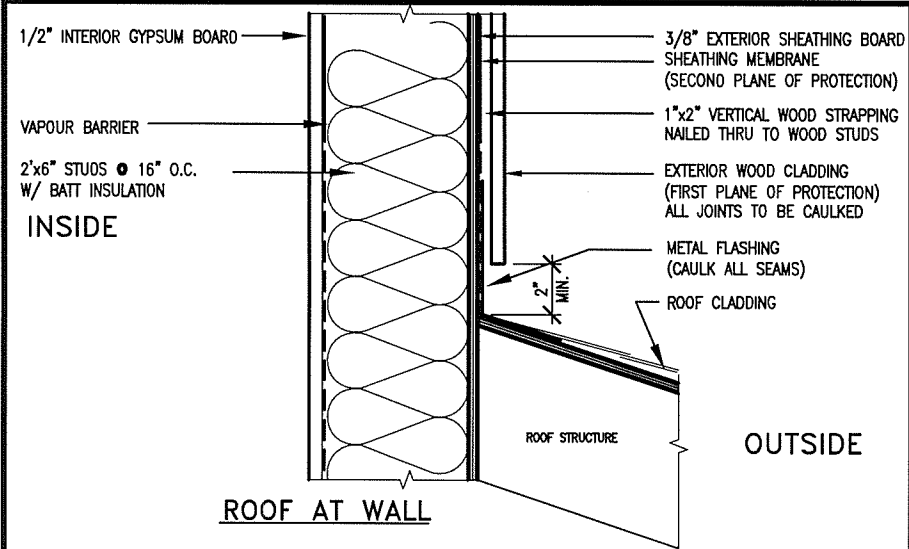 1/2" INTERIOR GYPSUM BOARD
VAPOUR BARRIER
2'x6" STUDS @ 16" O.C.
W/ BATT INSULATION
INSIDE
3/8" EXTERIOR SHEATHING BOARD
SHEATHING MEMBRANE
(SECOND PLANE OF PROTECTION)
1"x2" VERTICAL WOOD STRAPPING
NAILED THRU TO WOOD STUDS
EXTERIOR WOOD CLADDING
(FIRST PLANE OF PROTECTION)
ALL JOINTS TO BE CAULKED
METAL FLASHING
(CAULK ALL SEAMS)
2"
MIN.
ROOF CLADDING
ROOF STRUCTURE
OUTSIDE
ROOF AT WALL